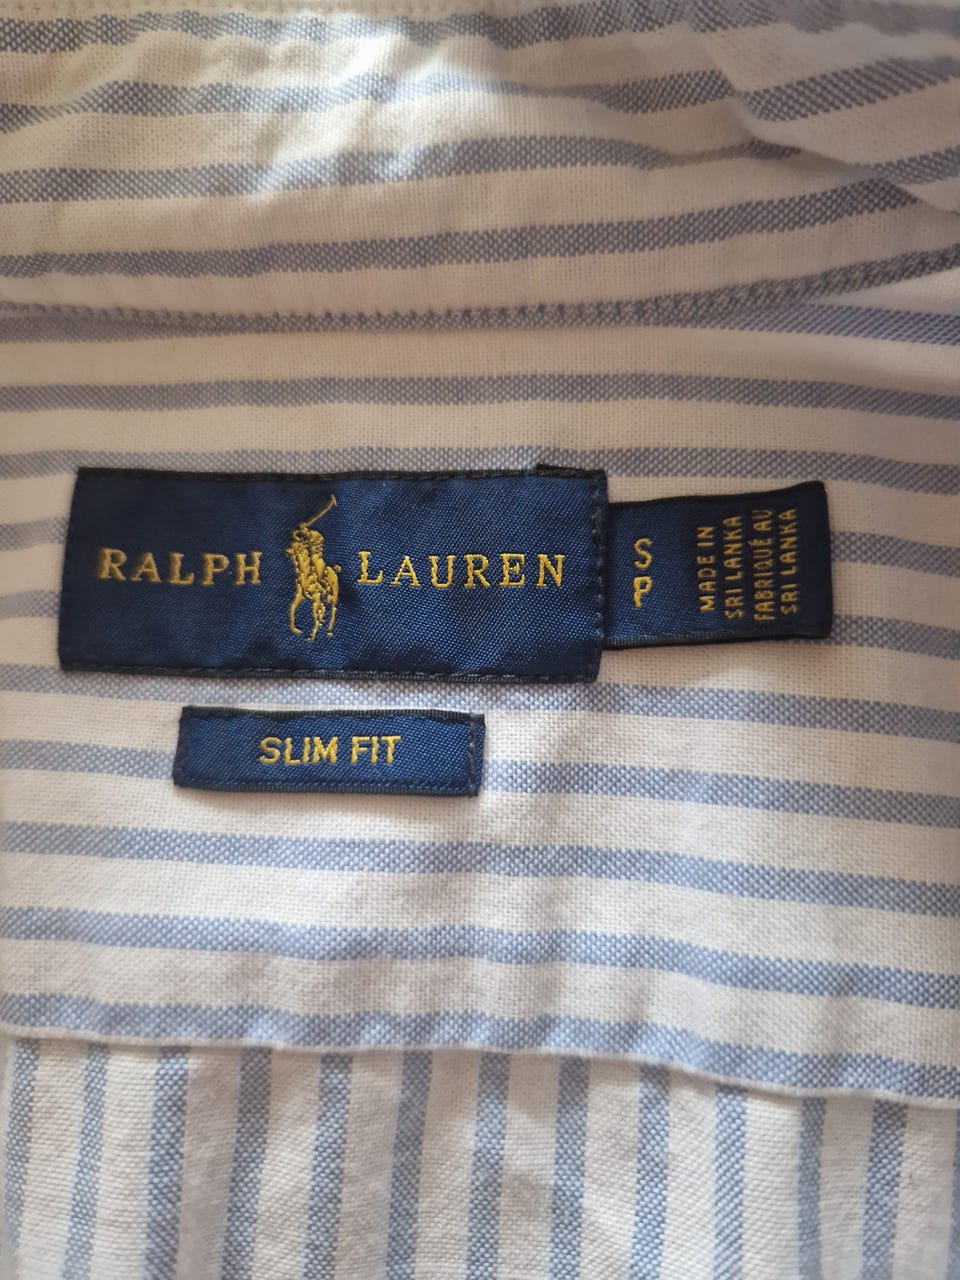 RALPH LAUREN
S
P
MADE IN
SRI LANKA
FABRIQUÉ AU
SRI LANKA
SLIM FIT